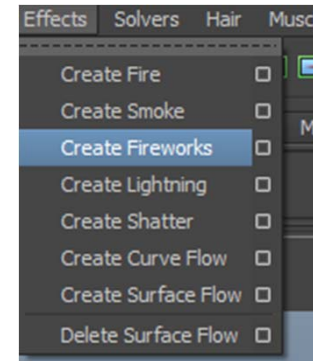 Effects Solvers Hair Musc
Create Fire
M
Create Smoke
Create Fireworks
Create Lightning
Create Shatter
Create Curve Flow
Create Surface Flow
Delete Surface Flow